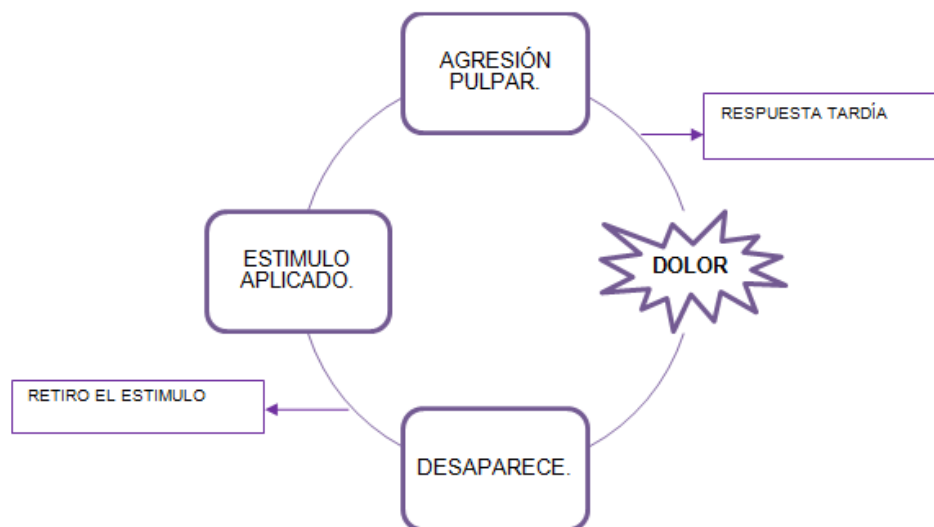 AGRESIÓN
PULPAR.
RESPUESTA TARDÍA
ESTIMULO
APLICADO.
DOLOR
RETIRO EL ESTIMULO
DESAPARECE.